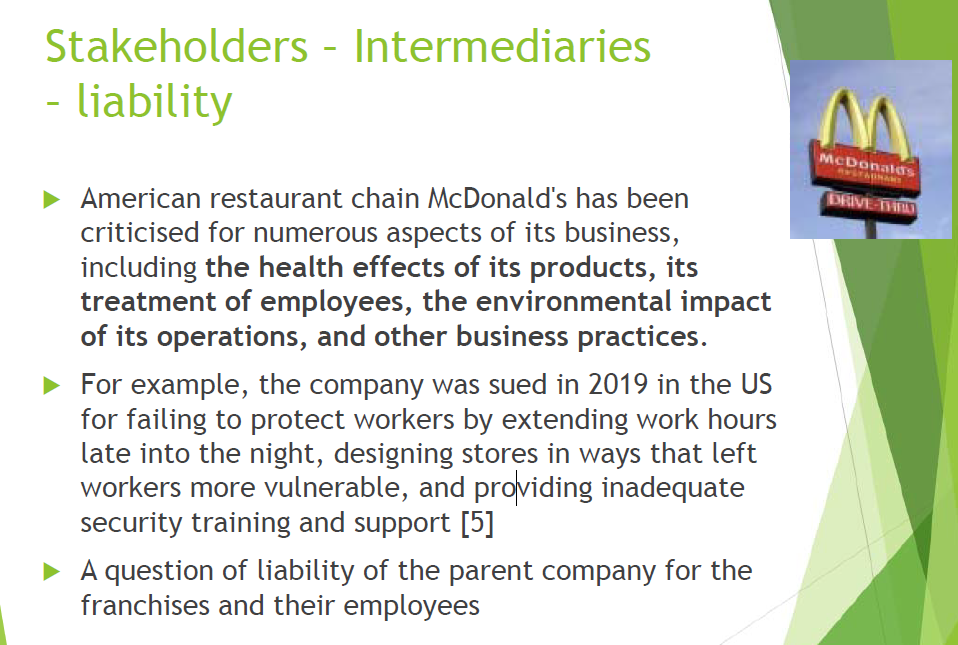 Stakeholders – Intermediaries
– liability
American restaurant chain McDonald's has been
criticised for numerous aspects of its business,
including the health effects of its products, its
treatment of employees, the environmental impact
of its operations, and other business practices.
For example, the company was sued in 2019 in the US
for failing to protect workers by extending work hours
late into the night, designing stores in ways that left
workers more vulnerable, and providing inadequate
security training and support [5]
A question of liability of the parent company for the
franchises and their employees
McDonald's
RESTAURANT
DRIVE-THRU